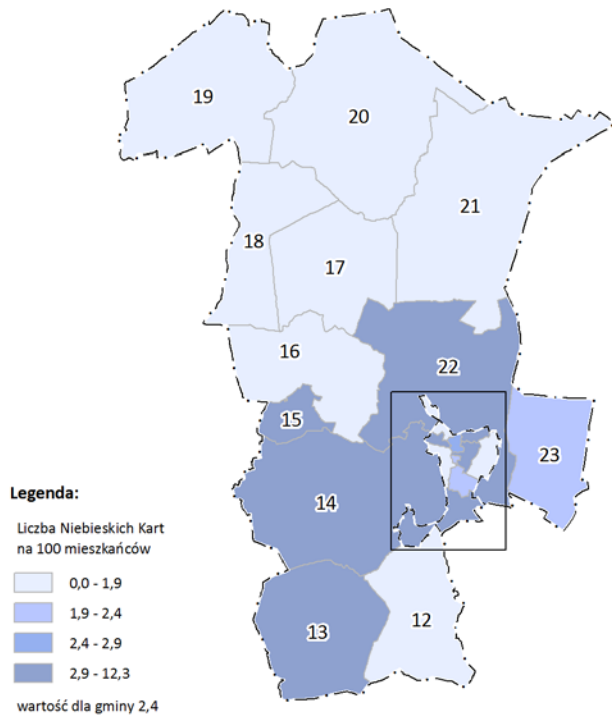 19
20
21
18
17
16
22
15
23
14
13
12
Legenda:
Liczba Niebieskich Kart
na 100 mieszkańców
0,0 - 1,9
1,9 - 2,4
2,4 - 2,9
2,9 - 12,3
wartość dla gminy 2,4